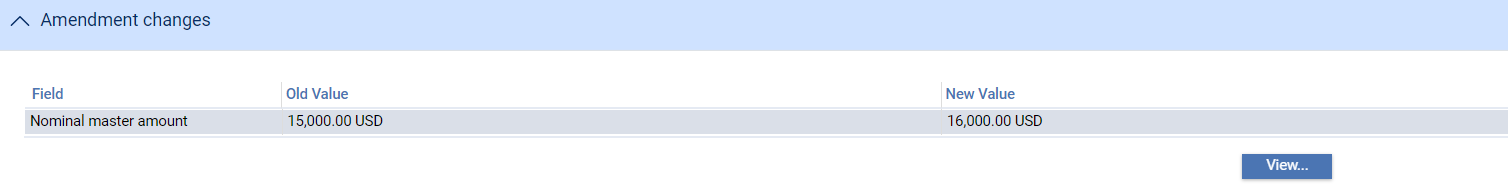 Amendment changes
Field Old Value New Value
Nominal master amount 15,000.00 USD 16,000.00 USD
View...